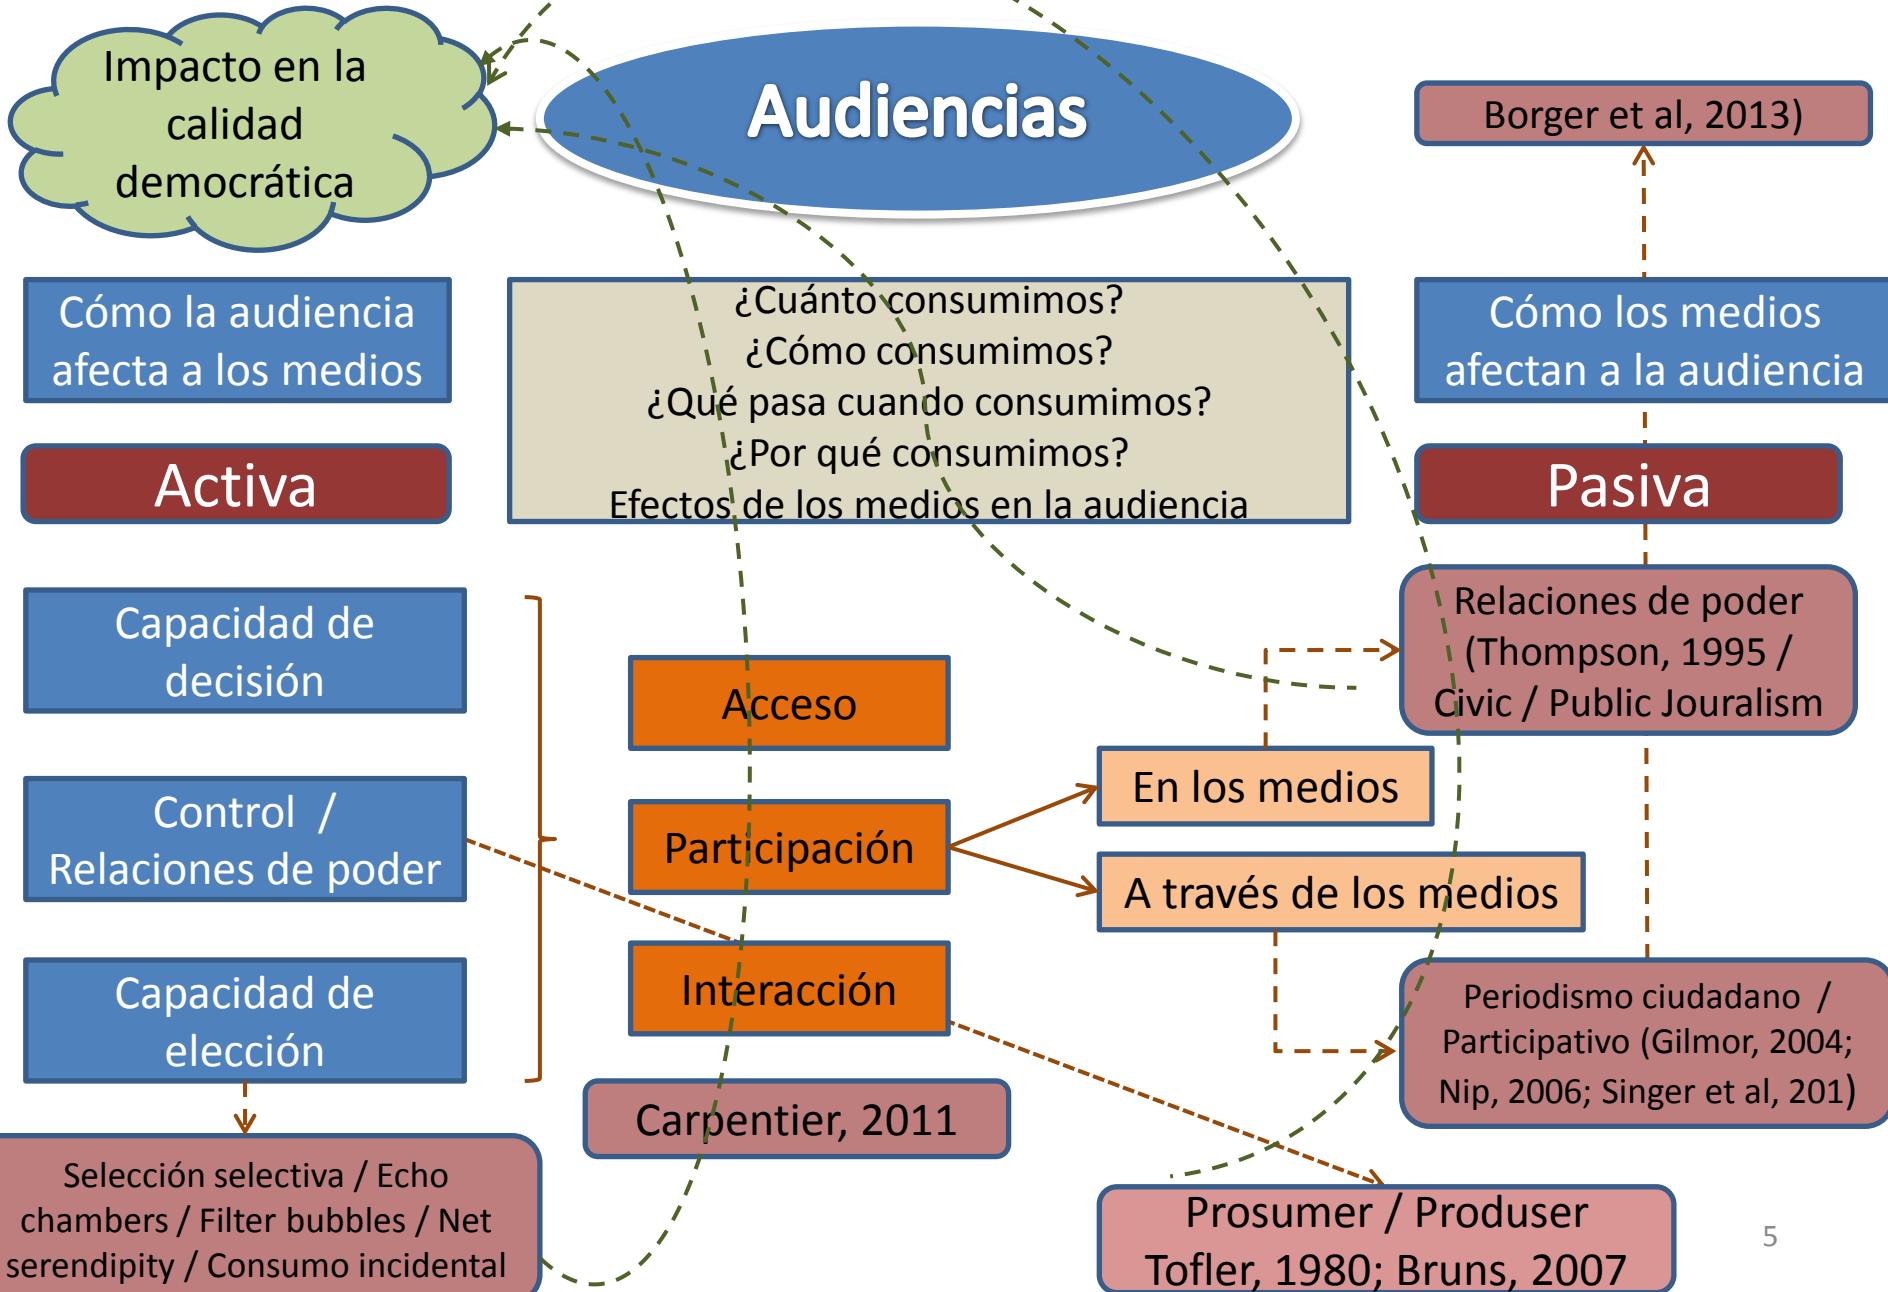 Impacto en la
calidad
democrática
Audiencias
Borger et al, 2013)
Cómo la audiencia
afecta a los medios
¿Cuánto consumimos?
¿Cómo consumimos?
¿Qué pasa cuando consumimos?
¿Por qué consumimos?
Efectos de los medios en la audiencia
Cómo los medios
afectan a la audiencia
Activa
Pasiva
Capacidad de
decisión
Control /
Relaciones de poder
Capacidad de
elección
Acceso
Participación
Interacción
Carpentier, 2011
En los medios
A través de los medios
Relaciones de poder
(Thompson, 1995 /
Civic / Public Jouralism
Periodismo ciudadano /
Participativo (Gilmor, 2004;
Nip, 2006; Singer et al, 201)
Selección selectiva / Echo
chambers / Filter bubbles / Net
serendipity / Consumo incidental
Prosumer / Produser
Tofler, 1980; Bruns, 2007
5